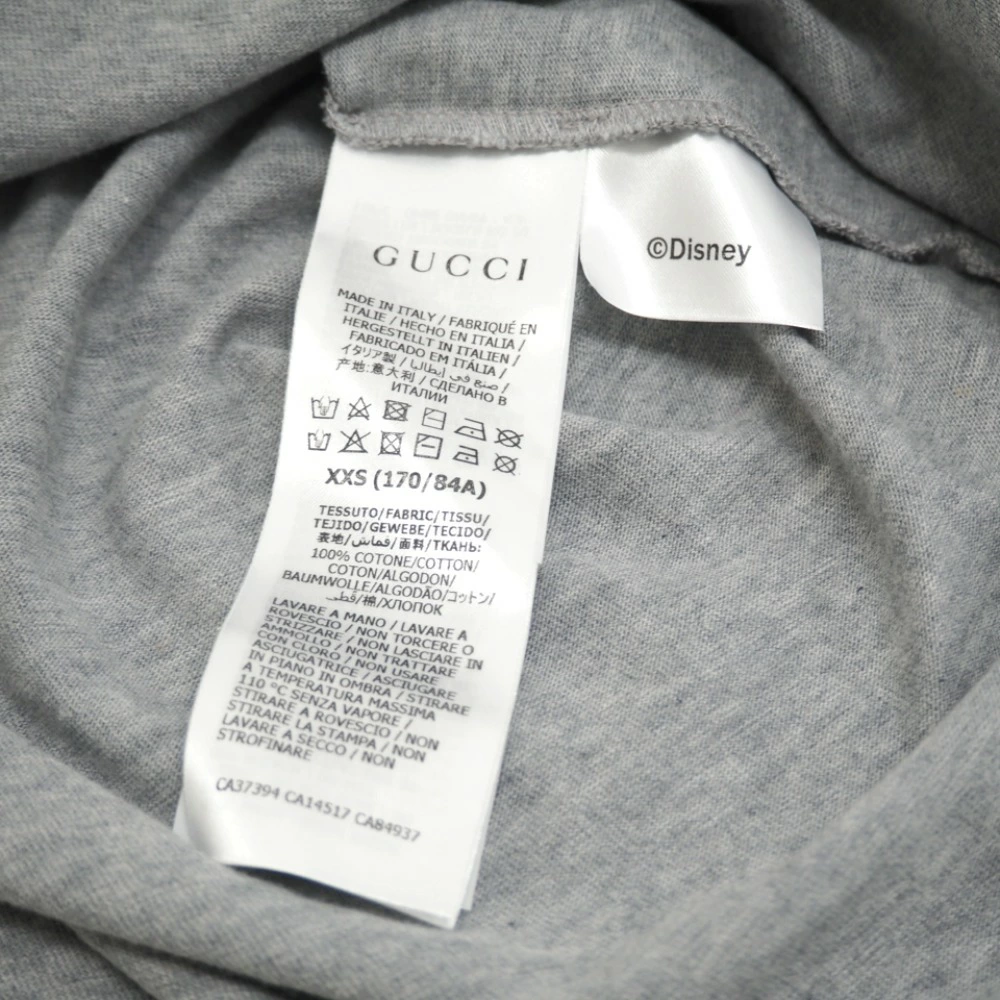 GUCCI
MADE IN ITALY / FABRIQUÉ EN
ITALIE / HECHO EN ITALIA /
HERGESTELLT IN ITALIEN /
FABRICADO EM ITÁLIA /
イタリア製 / صنع في إيطاليا /
产地:意大利 / СДЕЛАНО В
ИТАЛИИ
XXS (170/84A)
TESSUTO/FABRIC/TISSU/
TEJIDO/GEWEBE/TECIDO/
表地/قماش/面料/ТКАНЬ:
100% COTONE/COTTON/
COTON/ALGODON/
BAUMWOLLE/ALGODÃO/コットン/
قطن/棉/ХЛОПОК
LAVARE A MANO / LAVARE A
ROVESCIO / NON TORCERE O
STRIZZARE / NON LASCIARE IN
AMMOLLO / NON TRATTARE
CON CLORO / NON USARE
ASCIUGATRICE / ASCIUGARE
IN PIANO IN OMBRA / STIRARE
A TEMPERATURA MASSIMA
110 °C SENZA VAPORE /
STIRARE A ROVESCIO / NON
STIRARE LA STAMPA / NON
LAVARE A SECCO / NON
STROFINARE
CA37394 CA14517 CA84937
©Disney